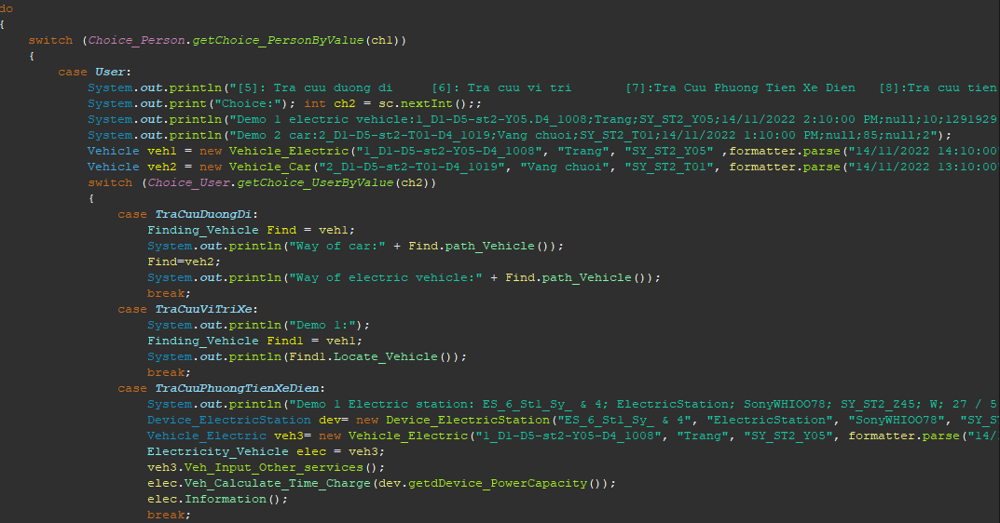 do
{
switch (Choice_Person.getChoice_PersonByValue(ch1))
{
case User:
System.out.println("[5]: Tra cuu duong di [6]: Tra cuu vi tri [7]:Tra Cuu Phuong Tien Xe Dien [8]:Tra cuu tien
System.out.print("Choice:"); int ch2 = sc.nextInt();;
System.out.println("Demo 1 electric vehicle:1_D1-D5-st2-Y05.D4_1008;Trang;SY_ST2_Y05;14/11/2022 2:10:00 PM;null;10;1291929
System.out.println("Demo 2 car:2_D1-D5-st2-T01-D4_1019;Vang chuoi;SY_ST2_T01;14/11/2022 1:10:00 PM;null;85;null;2");
Vehicle veh1 = new Vehicle_Electric("1_D1-D5-st2-Y05-D4_1008", "Trang", "SY_ST2_Y05" ,formatter.parse("14/11/2022 14:10:00
Vehicle veh2 = new Vehicle_Car("2_D1-D5-st2-T01-D4_1019", "Vang chuoi", "SY_ST2_T01", formatter.parse("14/11/2022 13:10:00
switch (Choice_User.getChoice_UserByValue(ch2))
{
case TraCuuDuongDi:
Finding_Vehicle Find = veh1;
System.out.println("Way of car:" + Find.path_Vehicle());
Find=veh2;
System.out.println("Way of electric vehicle:" + Find.path_Vehicle());
break;
case TraCuuViTriXe:
System.out.println("Demo 1:");
Finding_Vehicle Find1 = veh1;
System.out.println(Find1.Locate_Vehicle());
break;
case TraCuuPhuongTienXeDien:
System.out.println("Demo 1 Electric station: ES_6_St1_Sy_ & 4; ElectricStation; SonyWHIOO78; SY_ST2_Z45; W; 27 / 5
Device_ElectricStation dev= new Device_ElectricStation("ES_6_St1_Sy_ & 4", "ElectricStation", "SonyWHIOO78", "SY_S
Vehicle_Electric veh3= new Vehicle_Electric("1_D1-D5-st2-Y05-D4_1008", "Trang", "SY_ST2_Y05", formatter.parse("14/
Electricity_Vehicle elec = veh3;
veh3.Veh_Input_Other_services();
elec.Veh_Calculate_Time_Charge(dev.getdDevice_PowerCapacity());
elec.Information();
break;